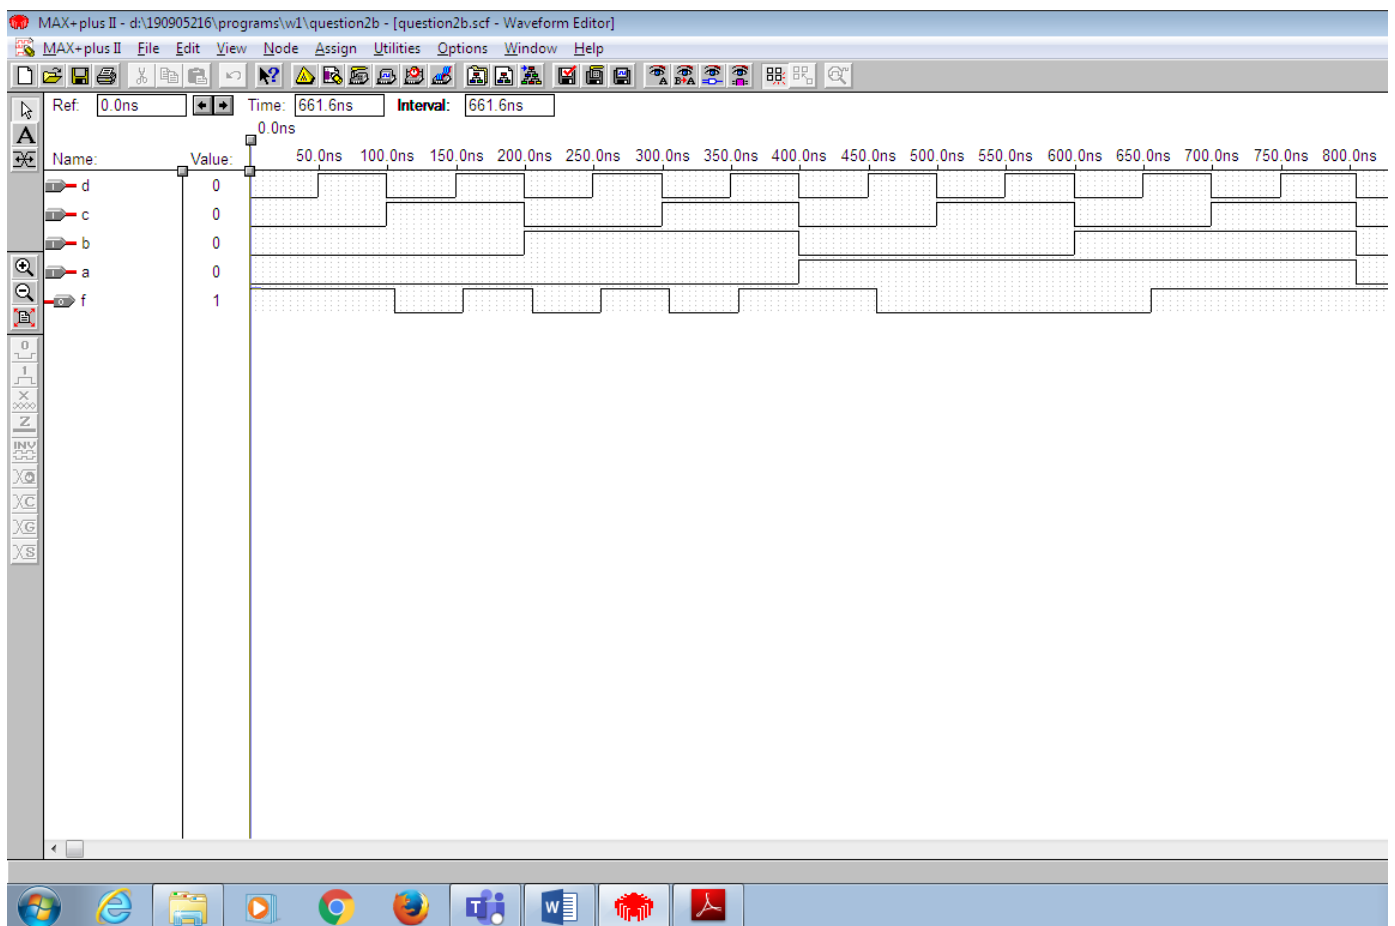 MAX+plus II - d:\190905216\programs\w1\question2b - [question2b.scf - Waveform Editor]
MAX+plus II File Edit View Node Assign Utilities Options Window Help
Ref: 0.0ns Time: 661.6ns Interval: 661.6ns
0.0ns
Name: Value: 50.0ns 100.0ns 150.0ns 200.0ns 250.0ns 300.0ns 350.0ns 400.0ns 450.0ns 500.0ns 550.0ns 600.0ns 650.0ns 700.0ns 750.0ns 800.0ns
d 0
c 0
b 0
a 0
f 1
A
0
1
X
Z
INV
C
G
S
T
W